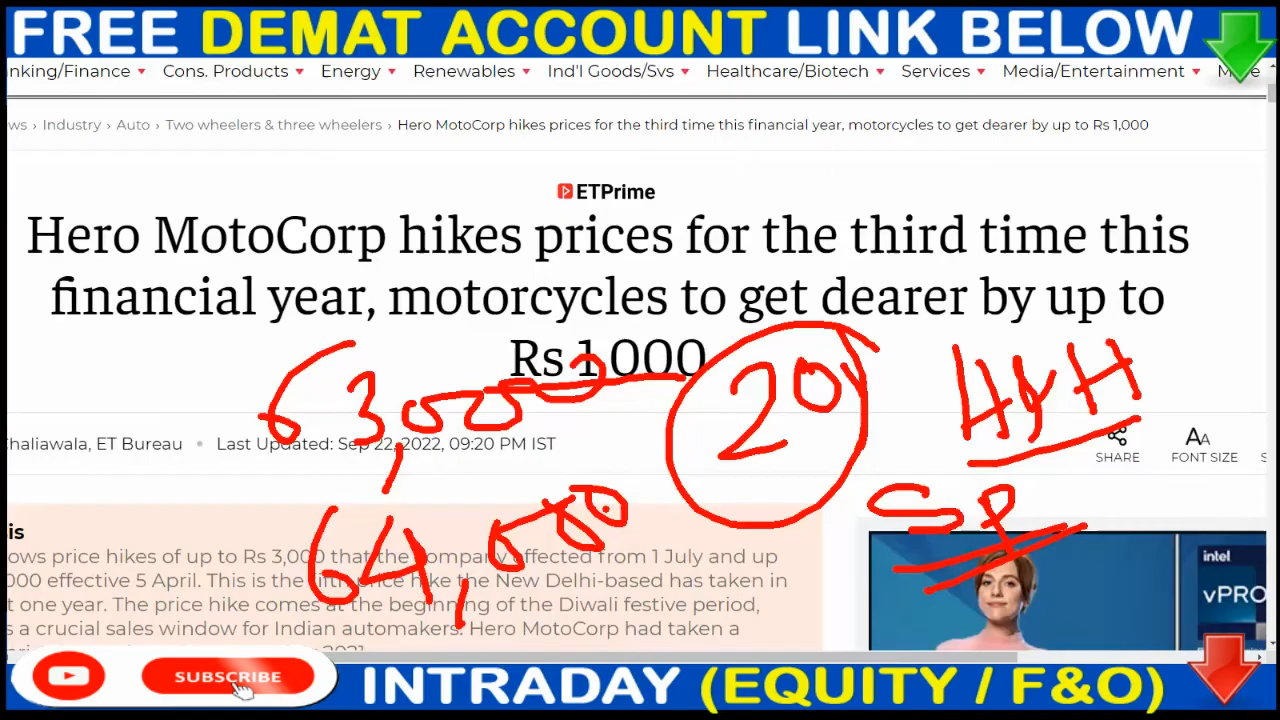 FREE DEMAT ACCOUNT LINK BELOW
nking/Finance Cons. Products Energy Renewables Ind'l Goods/Svs Healthcare/Biotech Services Media/Entertainment More
ws › Industry › Auto › Two wheelers & three wheelers › Hero MotoCorp hikes prices for the third time this financial year, motorcycles to get dearer by up to Rs 1,000
ETPrime
Hero MotoCorp hikes prices for the third time this
financial year, motorcycles to get dearer by up to
Rs 1,000
63,000 20 H
Chaliawala, ET Bureau • Last Updated: Sep 22, 2022, 09:20 PM IST
SHARE FONT SIZE S
SP
64,000
is
ows price hikes of up to Rs 3,000 that the company effected from 1 July and up
000 effective 5 April. This is the fifth price hike the New Delhi-based has taken in
t one year. The price hike comes at the beginning of the Diwali festive period,
s a crucial sales window for Indian automakers. Hero MotoCorp had taken a
intel
vPRO
SUBSCRIBE
INTRADAY (EQUITY / F&O)